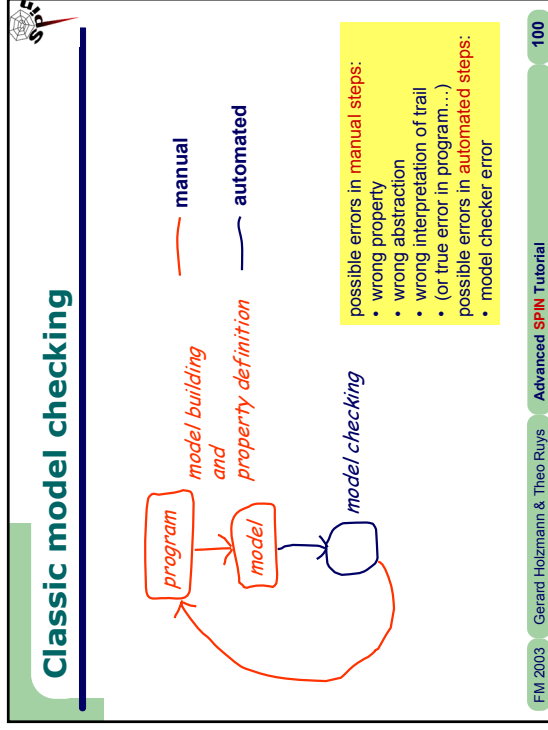 Spin
Classic model checking
program
model building
and
property definition
model
model checking
manual
automated
possible errors in manual steps:
• wrong property
• wrong abstraction
• wrong interpretation of trail
• (or true error in program...)
possible errors in automated steps:
• model checker error
FM 2003 Gerard Holzmann & Theo Ruys Advanced SPIN Tutorial 100